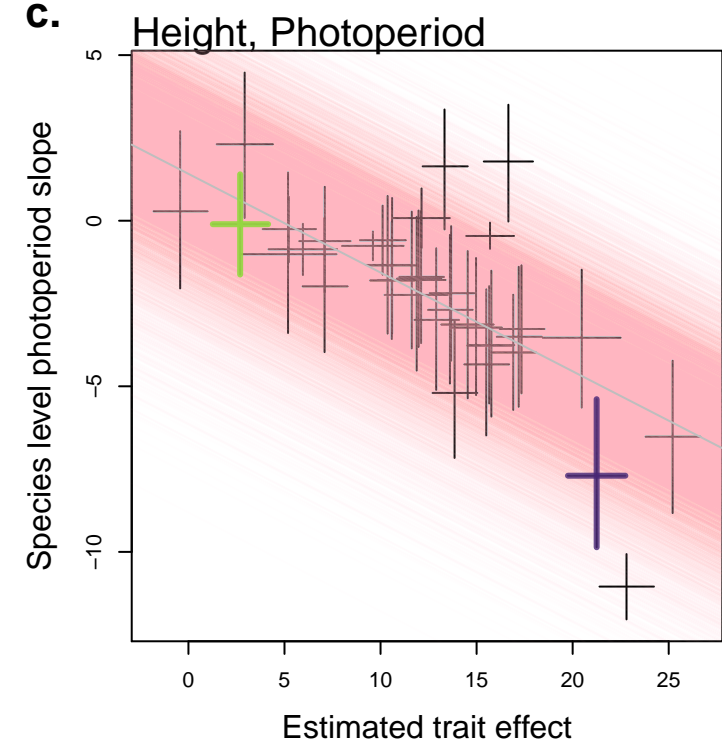 c.
Height, Photoperiod
Species level photoperiod slope
5
0
−5
−10
0 5 10 15 20 25
Estimated trait effect